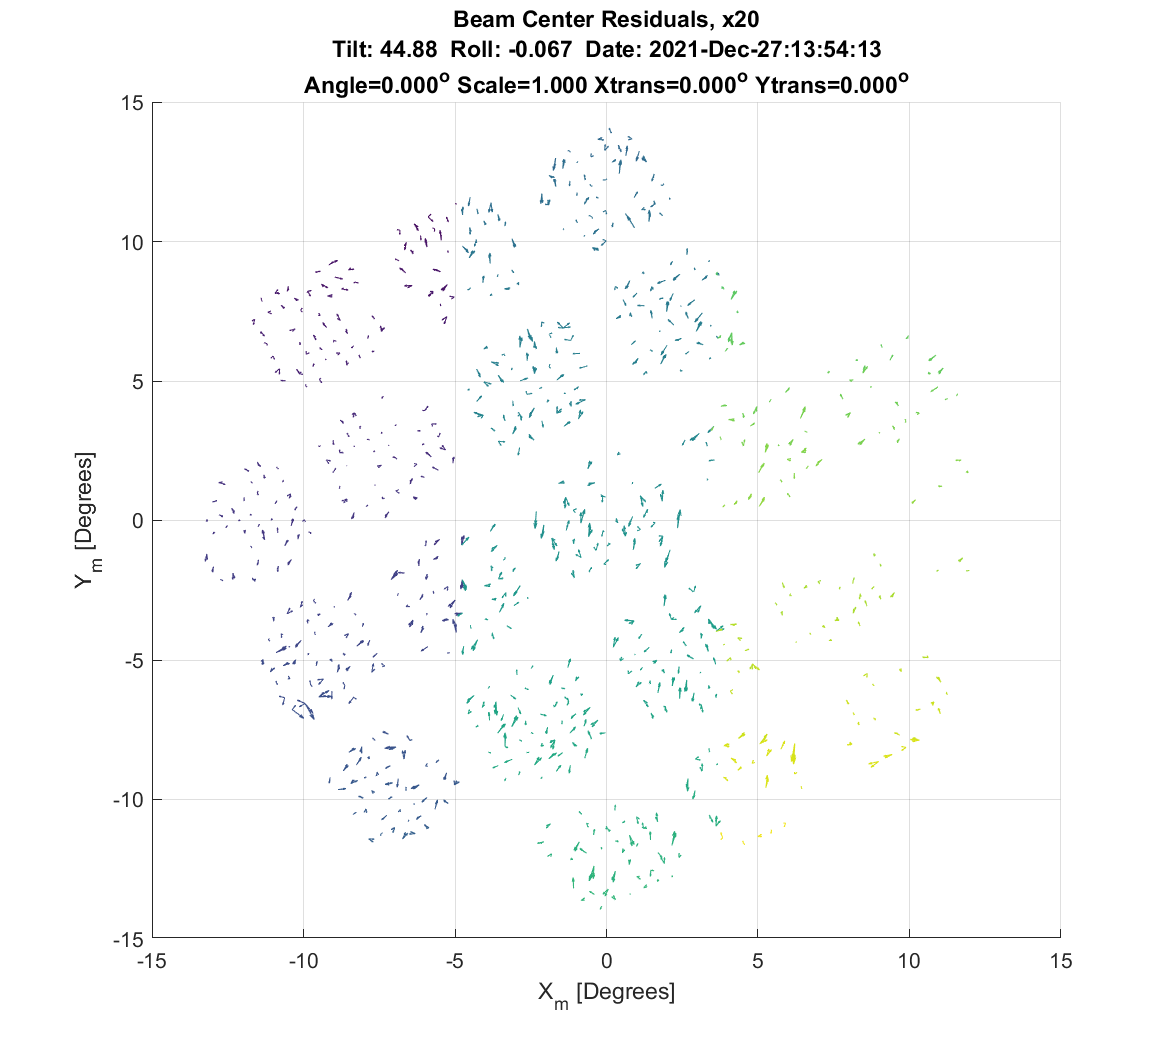 Beam Center Residuals, x20
Tilt: 44.88 Roll: -0.067 Date: 2021-Dec-27:13:54:13
Angle=0.000° Scale=1.000 Xtrans=0.000° Ytrans=0.000°
15
10
5
0
-5
-10
-15
Y_m [Degrees]
-15 -10 -5 0 5 10 15
X_m [Degrees]